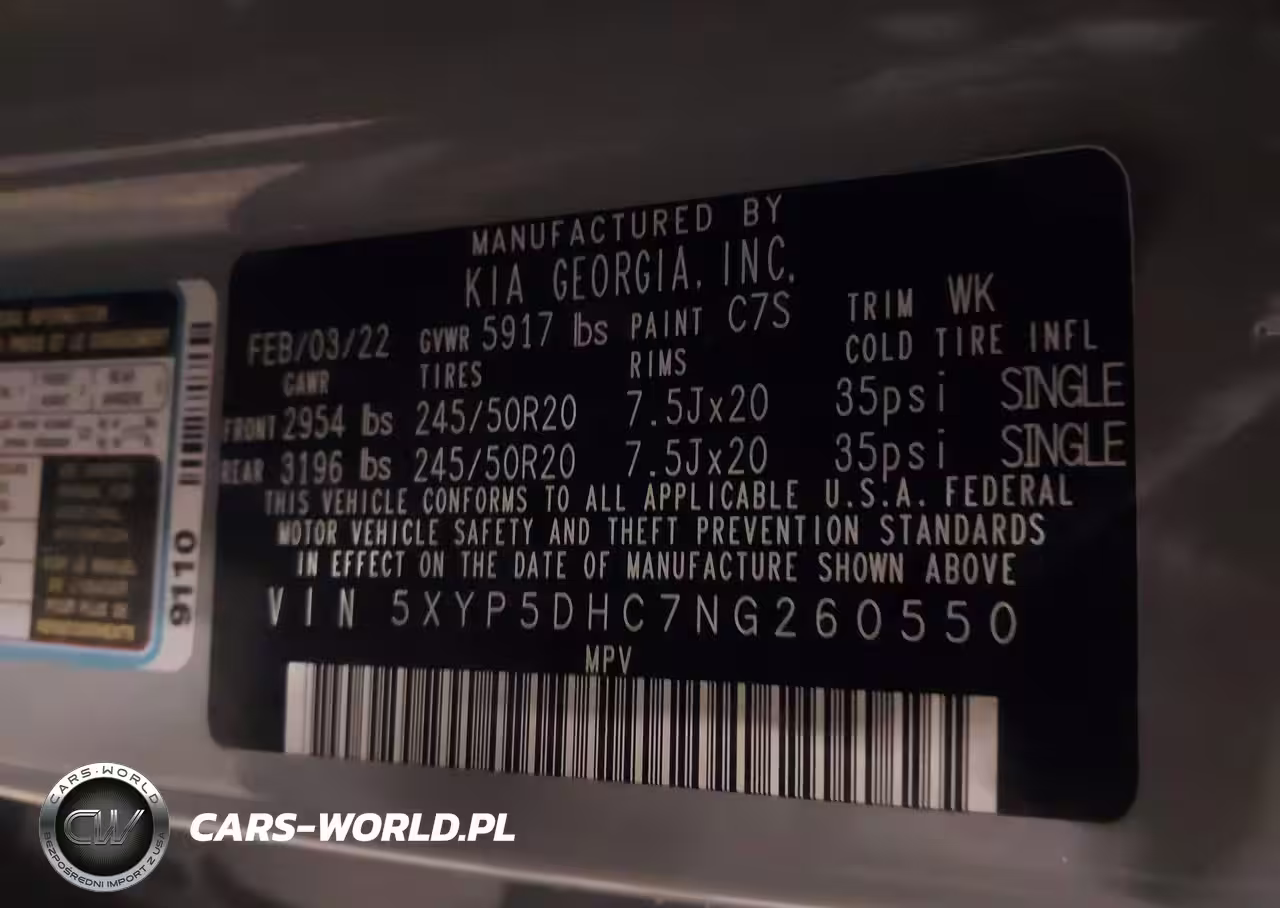 MANUFACTURED BY
KIA GEORGIA, INC.
FEB/03/22 GVWR 5917 lbs PAINT C7S TRIM WK
GAWR TIRES RIMS COLD TIRE INFL
FRONT 2954 lbs 245/50R20 7.5Jx20 35psi SINGLE
REAR 3196 lbs 245/50R20 7.5Jx20 35psi SINGLE
THIS VEHICLE CONFORMS TO ALL APPLICABLE U.S.A. FEDERAL
MOTOR VEHICLE SAFETY AND THEFT PREVENTION STANDARDS
IN EFFECT ON THE DATE OF MANUFACTURE SHOWN ABOVE
VIN 5XYP5DHC7NG260550
MPV
9110
CARS-WORLD
CW
BEZPOŚREDNI IMPORT Z USA
CARS-WORLD.PL